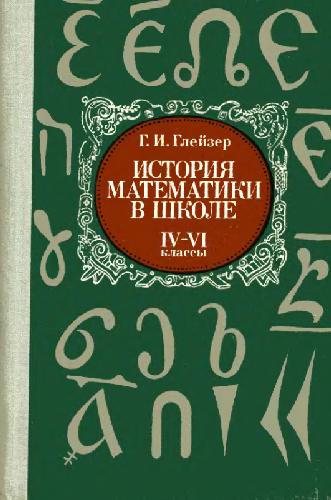 Г. И. Глейзер
ИСТОРИЯ
МАТЕМАТИКИ
В ШКОЛЕ
IV–VI
классы